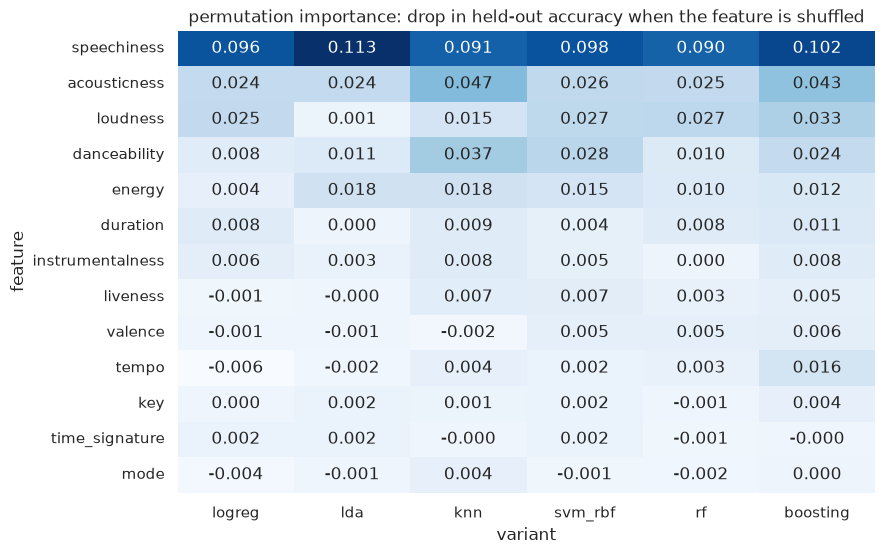 permutation importance: drop in held-out accuracy when the feature is shuffled
speechiness 0.096 0.113 0.091 0.098 0.090 0.102
acousticness 0.024 0.024 0.047 0.026 0.025 0.043
loudness 0.025 0.001 0.015 0.027 0.027 0.033
danceability 0.008 0.011 0.037 0.028 0.010 0.024
energy 0.004 0.018 0.018 0.015 0.010 0.012
duration 0.008 0.000 0.009 0.004 0.008 0.011
instrumentalness 0.006 0.003 0.008 0.005 0.000 0.008
liveness -0.001 -0.000 0.007 0.007 0.003 0.005
valence -0.001 -0.001 -0.002 0.005 0.005 0.006
tempo -0.006 -0.002 0.004 0.002 0.003 0.016
key 0.000 0.002 0.001 0.002 -0.001 0.004
time_signature 0.002 0.002 -0.000 0.002 -0.001 -0.000
mode -0.004 -0.001 0.004 -0.001 -0.002 0.000
logreg lda knn svm_rbf rf boosting
variant
feature